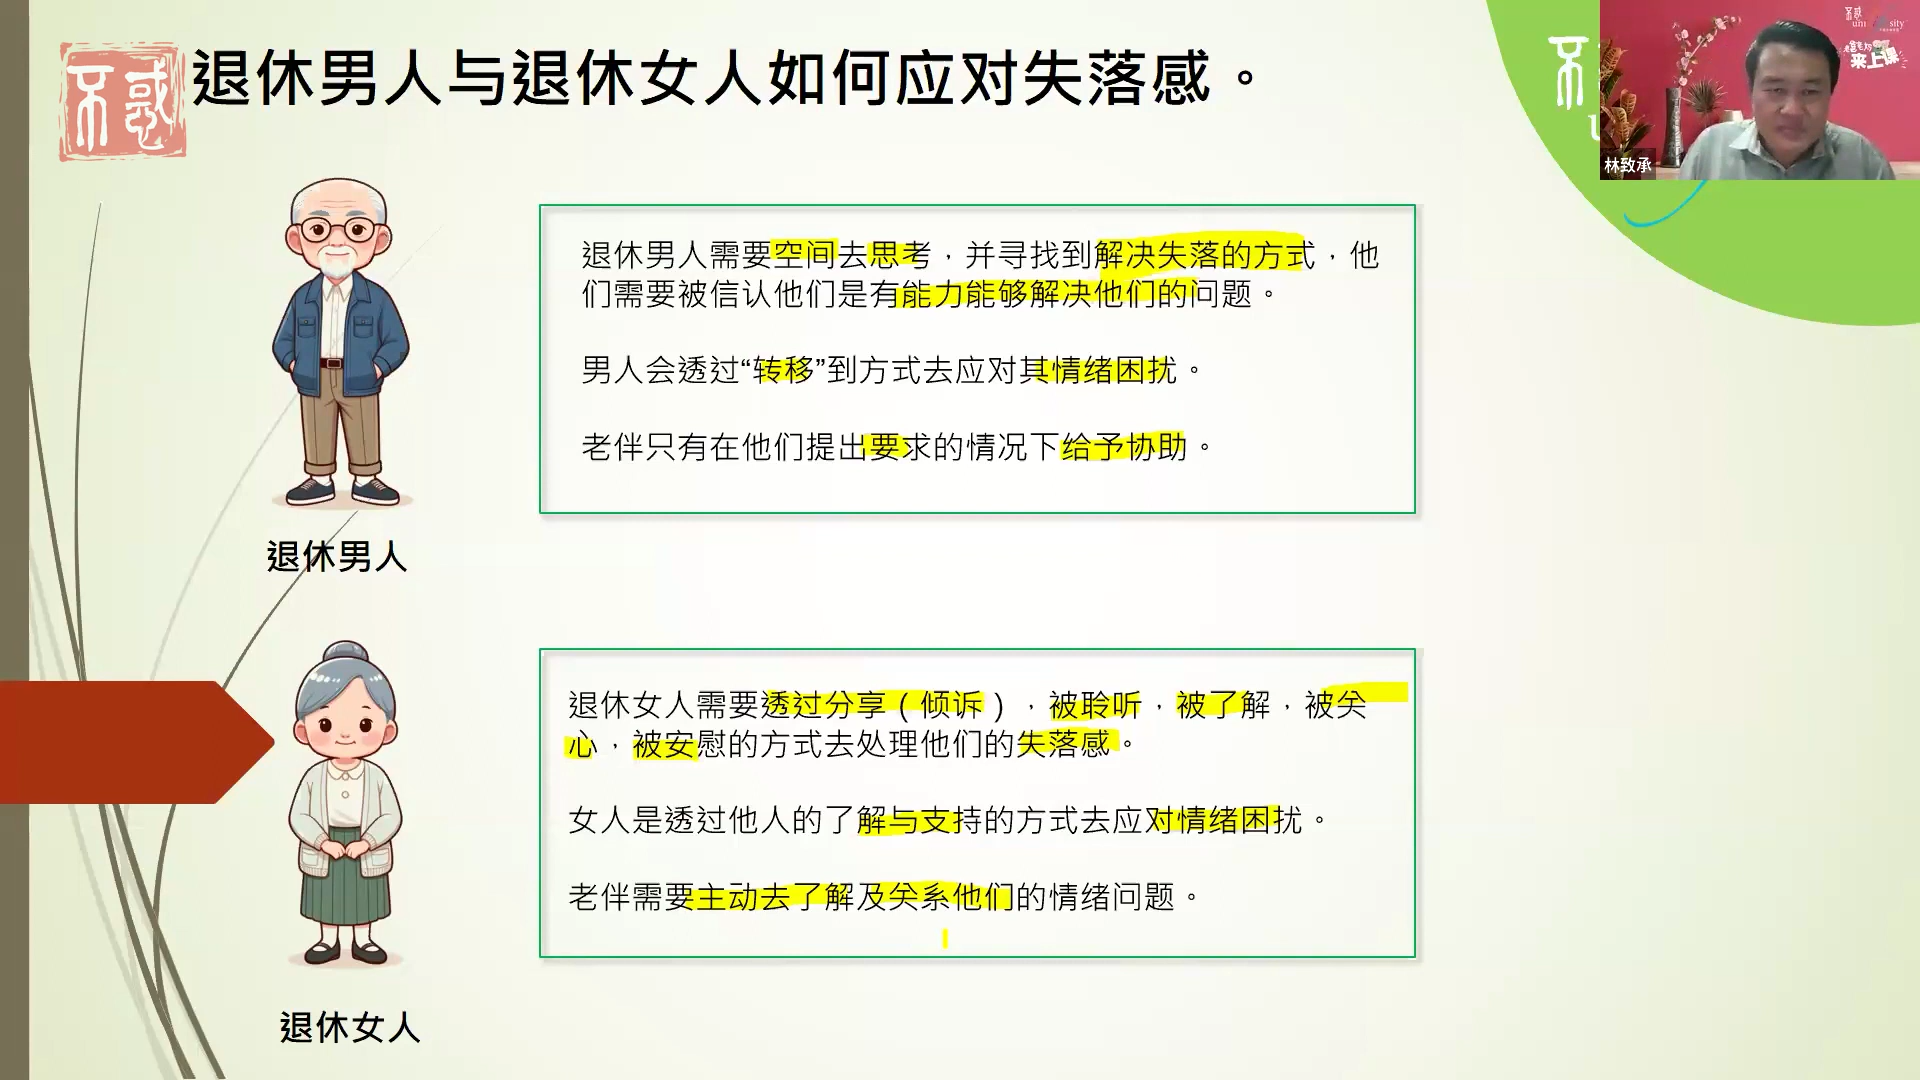 不惑
退休男人与退休女人如何应对失落感。
不
uni sity
来上课
林致承
退休男人需要空间去思考，并寻找到解决失落的方式，他
们需要被信认他们是有能力能够解决他们的问题。
男人会透过“转移”到方式去应对其情绪困扰。
老伴只有在他们提出要求的情况下给予协助。
退休男人
退休女人需要透过分享（倾诉），被聆听，被了解，被关
心，被安慰的方式去处理他们的失落感。
女人是透过他人的了解与支持的方式去应对情绪困扰。
老伴需要主动去了解及关系他们的情绪问题。
退休女人